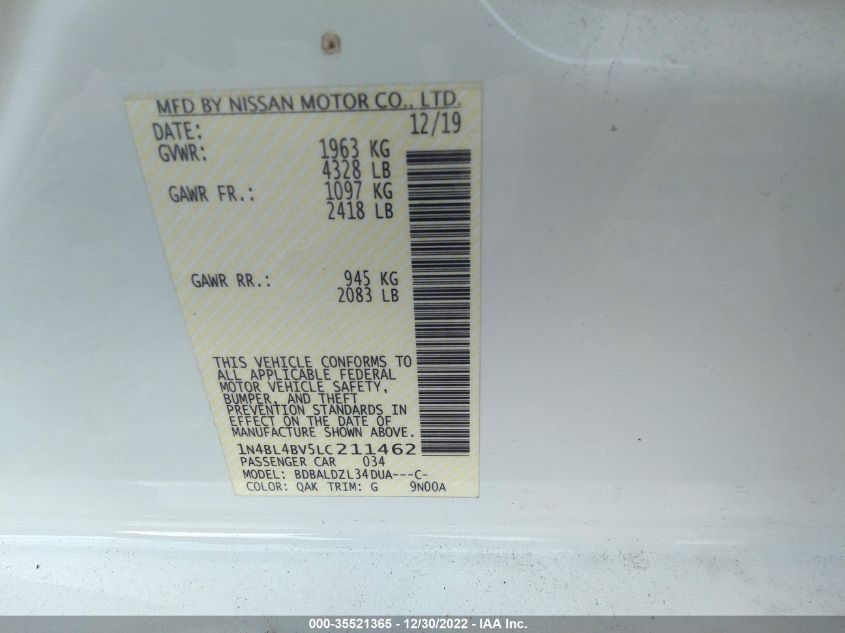 MFD BY NISSAN MOTOR CO., LTD.
DATE: 12/19
GVWR: 1963 KG
4328 LB
GAWR FR.: 1097 KG
2418 LB
GAWR RR.: 945 KG
2083 LB
THIS VEHICLE CONFORMS TO
ALL APPLICABLE FEDERAL
MOTOR VEHICLE SAFETY,
BUMPER, AND THEFT
PREVENTION STANDARDS IN
EFFECT ON THE DATE OF
MANUFACTURE SHOWN ABOVE.
1N4BL4BV5LC211462
PASSENGER CAR 034
MODEL: BDBALDZL34DUA---C-
COLOR: QAK TRIM: G 9N00A
000-35521365 - 12/30/2022 - IAA Inc.